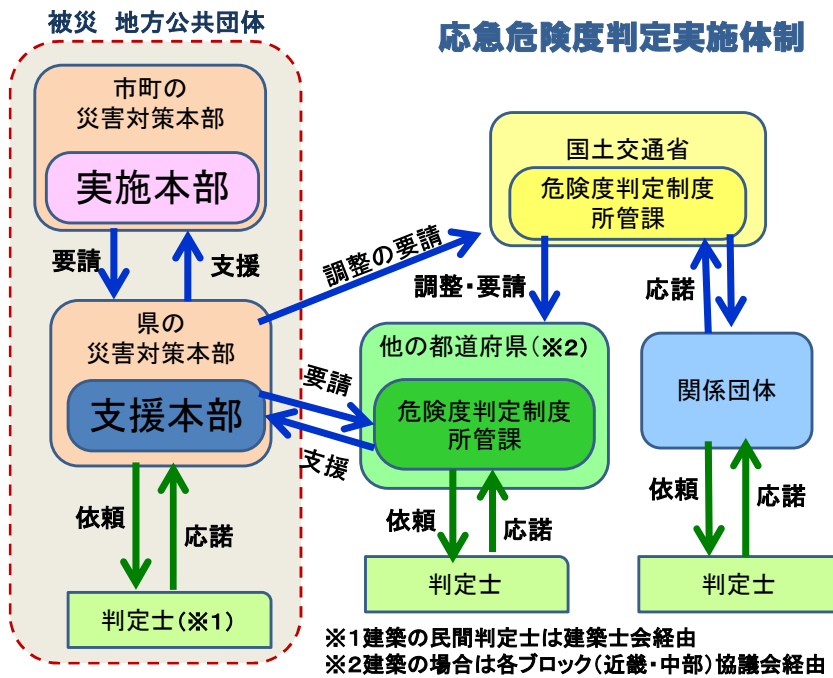 被災 地方公共団体
応急危険度判定実施体制
市町の
災害対策本部
実施本部
要請
支援
県の
災害対策本部
支援本部
依頼
応諾
判定士(※1)
調整の要請
国土交通省
危険度判定制度
所管課
調整・要請
応諾
要請
支援
他の都道府県(※2)
危険度判定制度
所管課
依頼
応諾
判定士
関係団体
依頼
応諾
判定士
※1建築の民間判定士は建築士会経由
※2建築の場合は各ブロック(近畿・中部)協議会経由